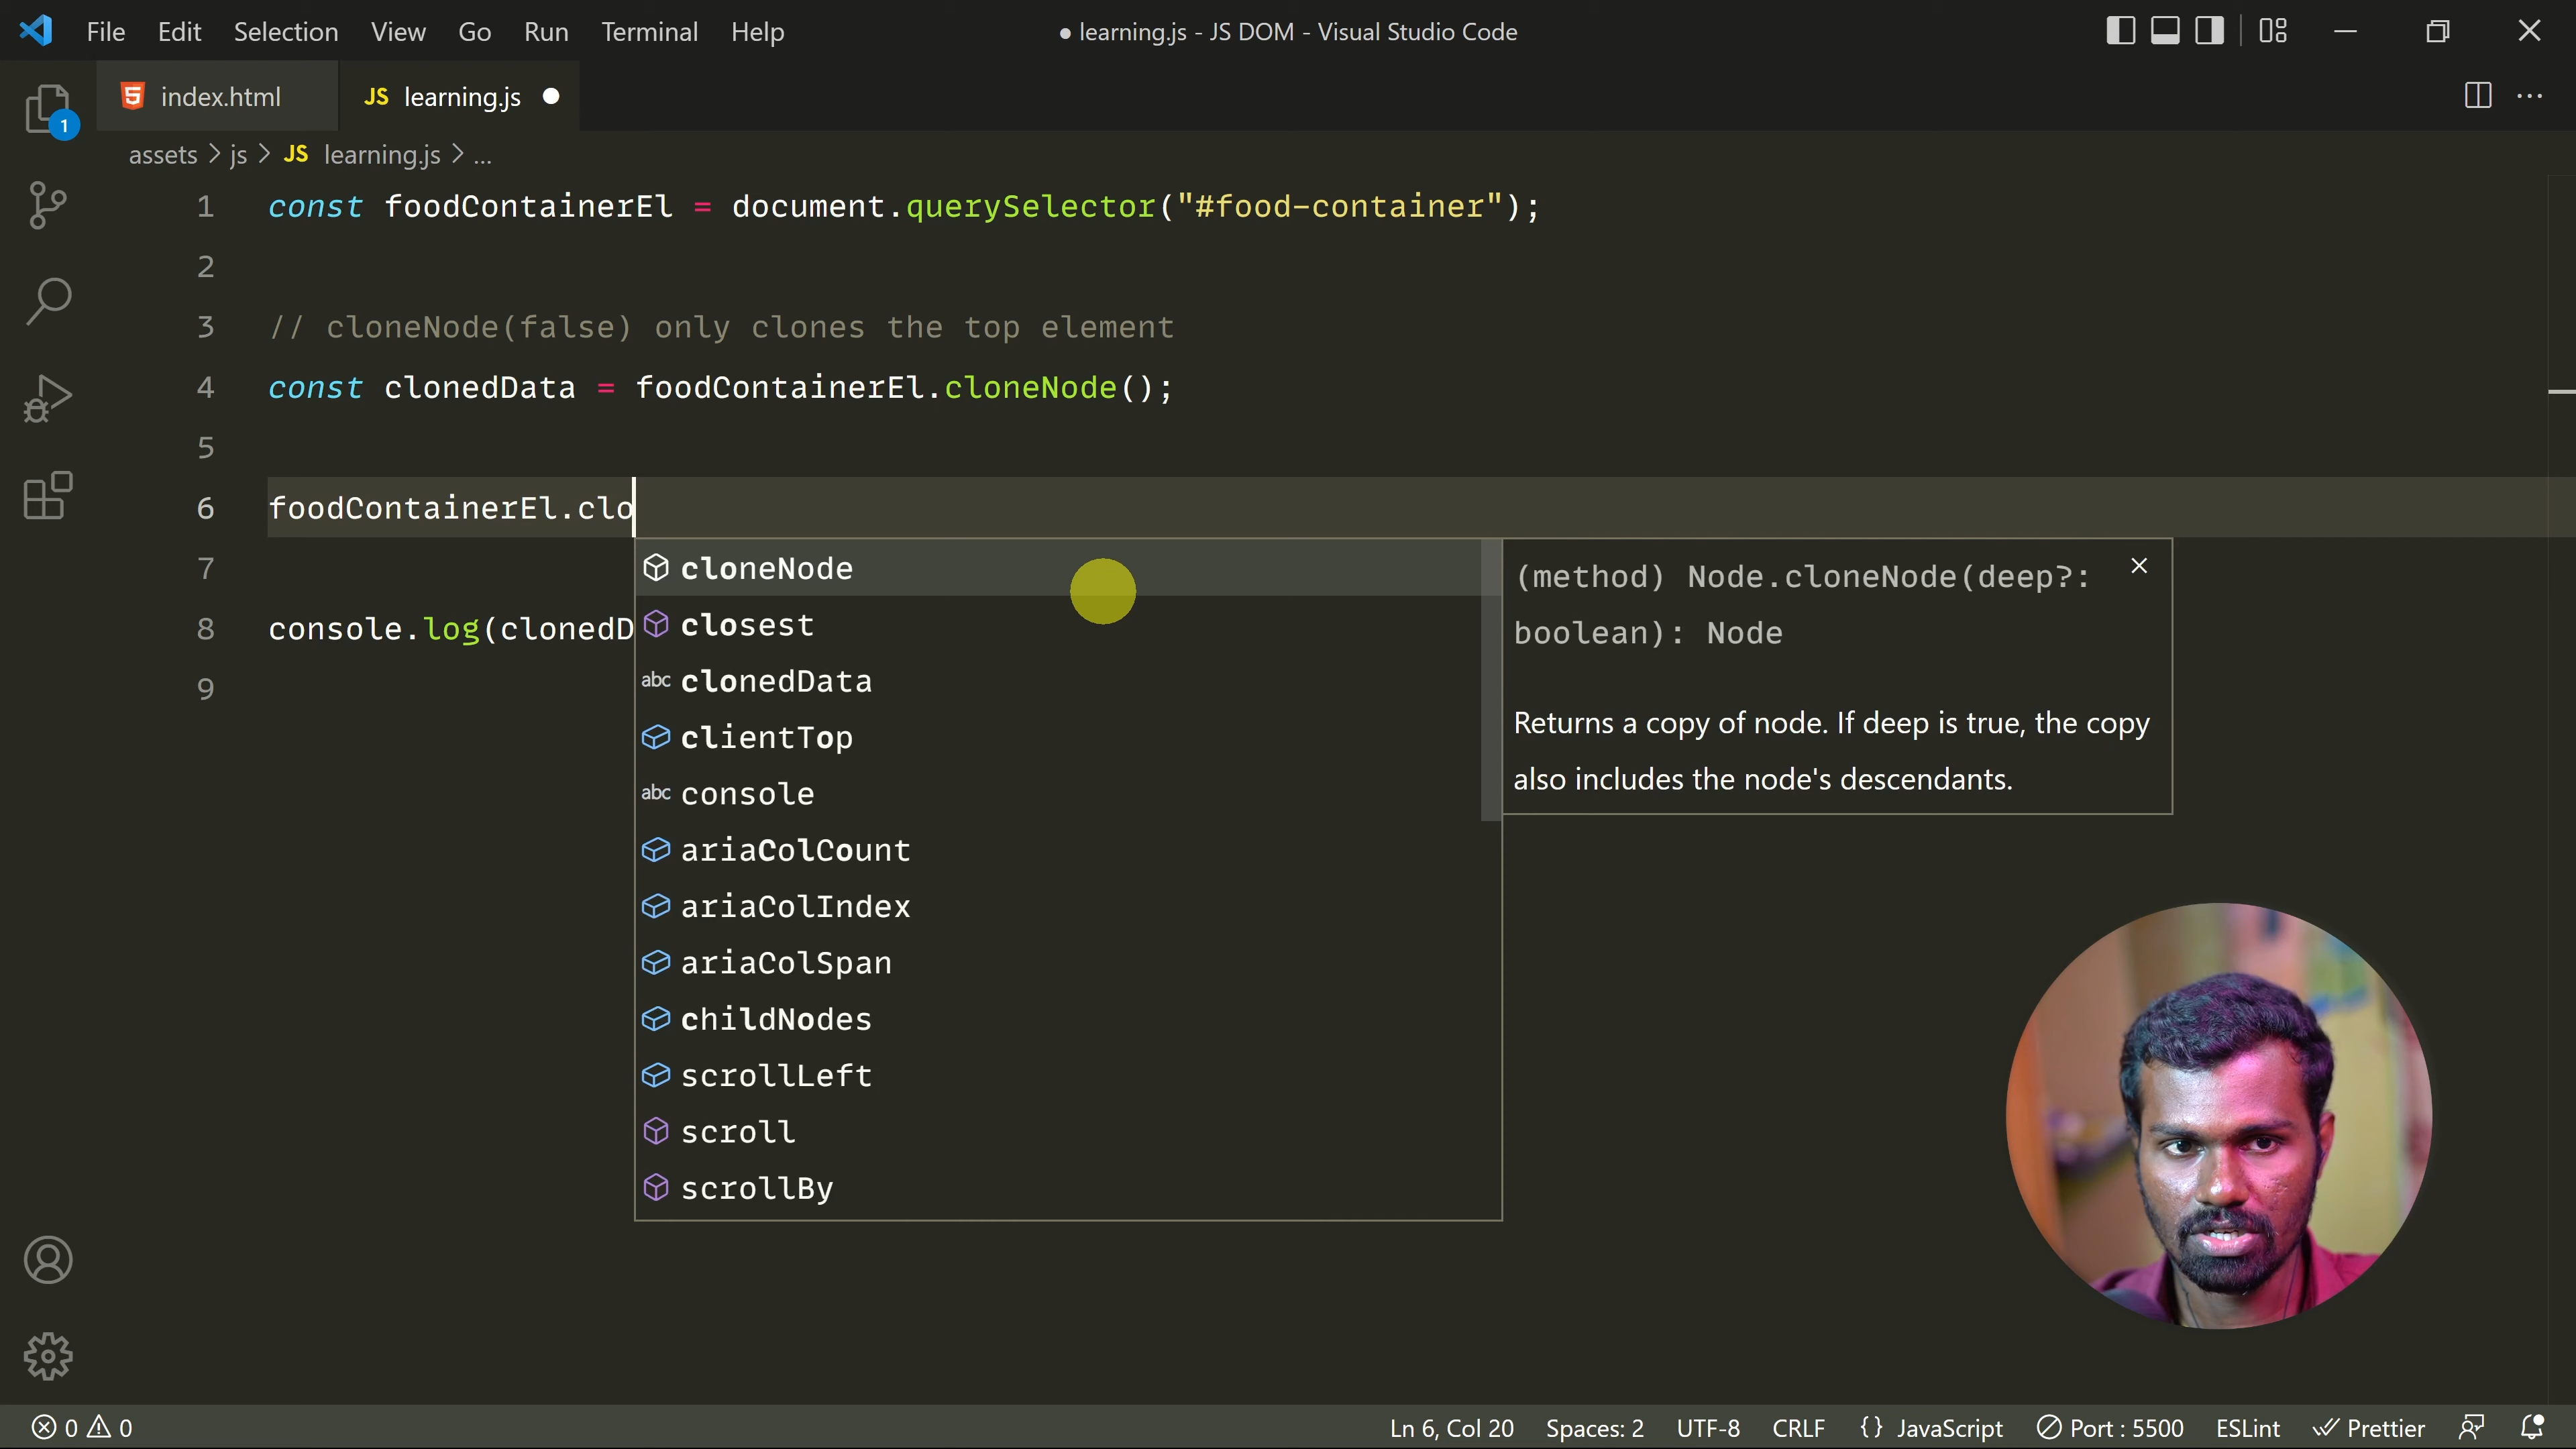 File Edit Selection View Go Run Terminal Help
● learning.js - JS DOM - Visual Studio Code
index.html
JS learning.js ●
1
assets > js > JS learning.js > ...
1 const foodContainerEl = document.querySelector("#food-container");
2
3 // cloneNode(false) only clones the top element
4 const clonedData = foodContainerEl.cloneNode();
5
6 foodContainerEl.clo
7
8 console.log(clonedD
9
cloneNode
closest
abc clonedData
clientTop
abc console
ariaColCount
ariaColIndex
ariaColSpan
childNodes
scrollLeft
scroll
scrollBy
(method) Node.cloneNode(deep?:
boolean): Node
Returns a copy of node. If deep is true, the copy
also includes the node's descendants.
0 0
Ln 6, Col 20 Spaces: 2 UTF-8 CRLF {} JavaScript Port : 5500 ESLint Prettier